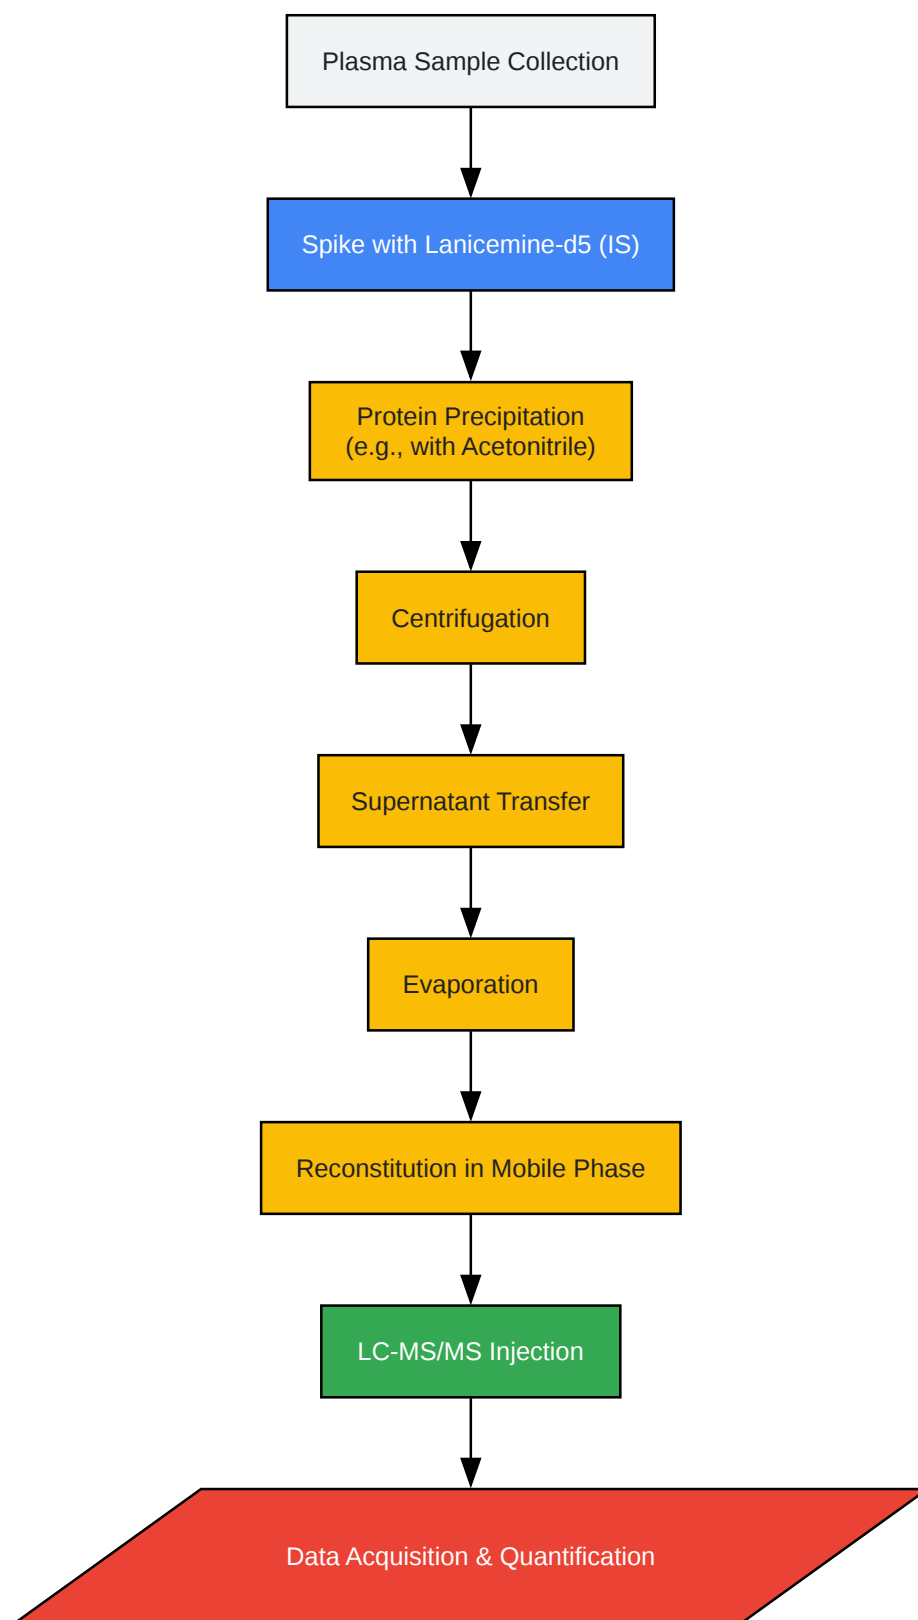 Plasma Sample Collection
Spike with Lanicemine-d5 (IS)
Protein Precipitation
(e.g., with Acetonitrile)
Centrifugation
Supernatant Transfer
Evaporation
Reconstitution in Mobile Phase
LC-MS/MS Injection
Data Acquisition & Quantification